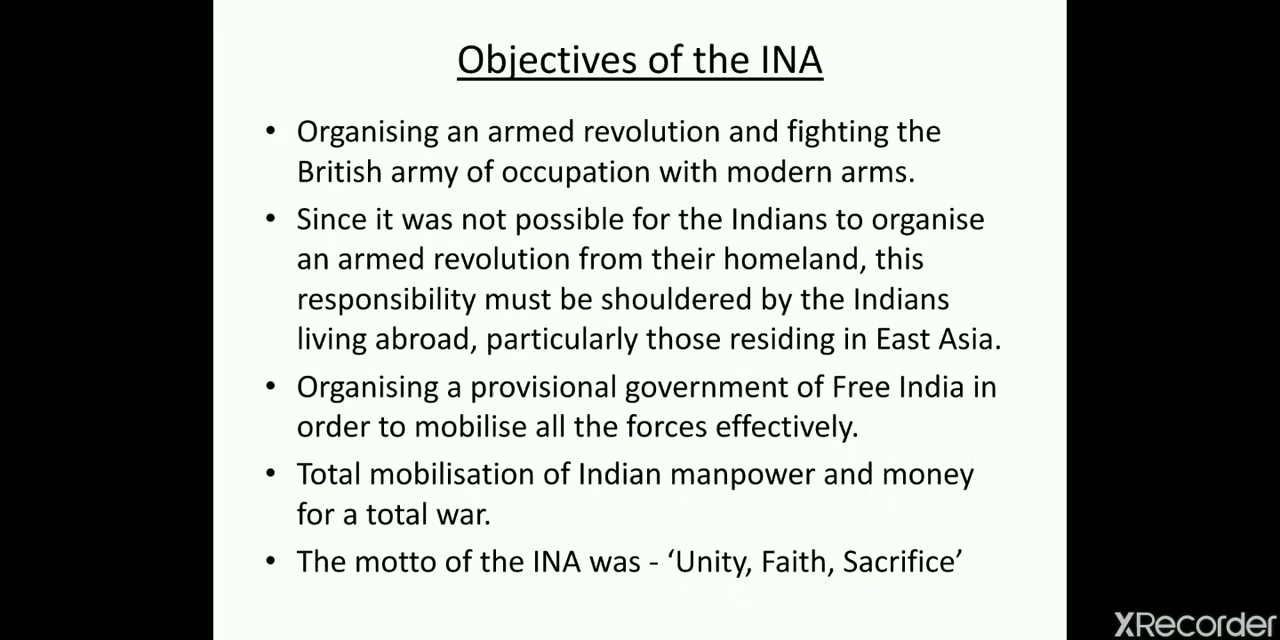 Objectives of the INA
• Organising an armed revolution and fighting the
British army of occupation with modern arms.
• Since it was not possible for the Indians to organise
an armed revolution from their homeland, this
responsibility must be shouldered by the Indians
living abroad, particularly those residing in East Asia.
• Organising a provisional government of Free India in
order to mobilise all the forces effectively.
• Total mobilisation of Indian manpower and money
for a total war.
• The motto of the INA was - ‘Unity, Faith, Sacrifice’
XRecorder